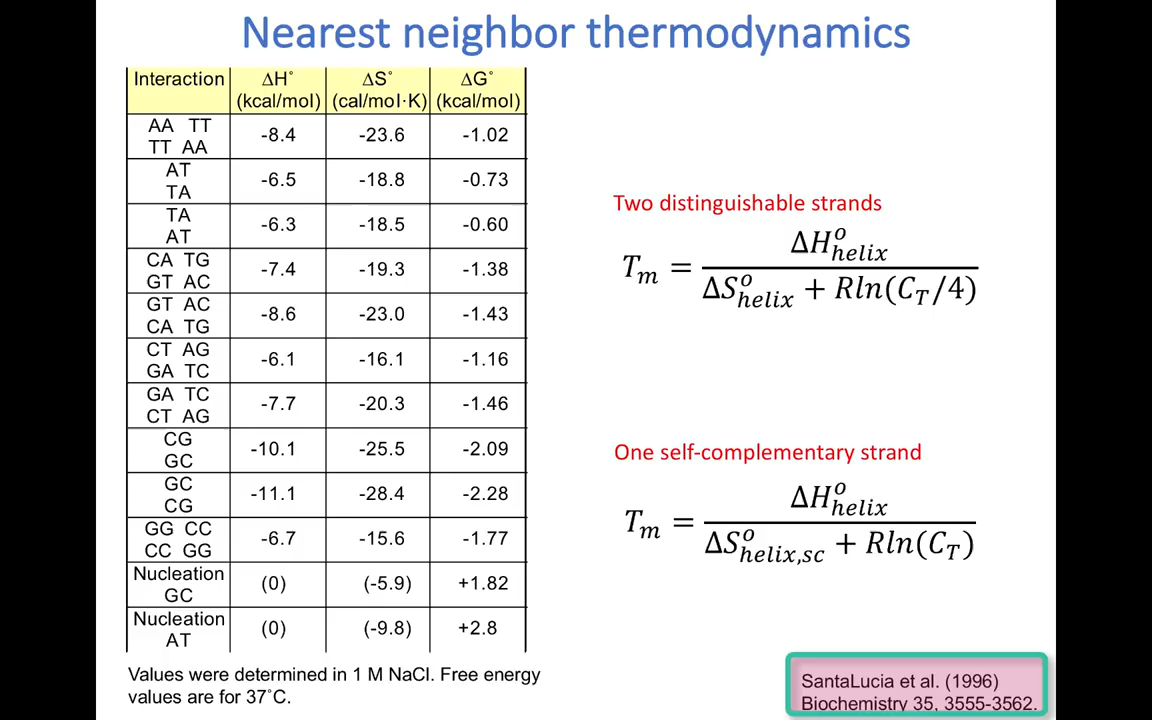 Nearest neighbor thermodynamics
Interaction ΔH° ΔS° ΔG°
(kcal/mol) (cal/mol·K) (kcal/mol)
AA TT
TT AA -8.4 -23.6 -1.02
AT
TA -6.5 -18.8 -0.73
TA
AT -6.3 -18.5 -0.60
CA TG
GT AC -7.4 -19.3 -1.38
GT AC
CA TG -8.6 -23.0 -1.43
CT AG
GA TC -6.1 -16.1 -1.16
GA TC
CT AG -7.7 -20.3 -1.46
CG
GC -10.1 -25.5 -2.09
GC
CG -11.1 -28.4 -2.28
GG CC
CC GG -6.7 -15.6 -1.77
Nucleation
GC (0) (-5.9) +1.82
Nucleation
AT (0) (-9.8) +2.8
Values were determined in 1 M NaCl. Free energy
values are for 37°C.
Two distinguishable strands
T_m = ΔH°_helix / ΔS°_helix + Rln(C_T/4)
One self-complementary strand
T_m = ΔH°_helix / ΔS°_helix,sc + Rln(C_T)
SantaLucia et al. (1996)
Biochemistry 35, 3555-3562.